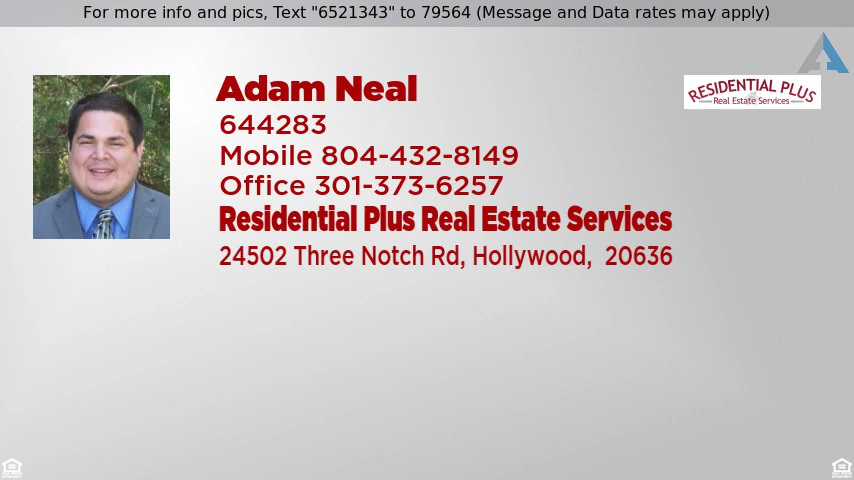 For more info and pics, Text "6521343" to 79564 (Message and Data rates may apply)
Adam Neal
644283
Mobile 804-432-8149
Office 301-373-6257
Residential Plus Real Estate Services
24502 Three Notch Rd, Hollywood,  20636
RESIDENTIAL PLUS
Real Estate Services